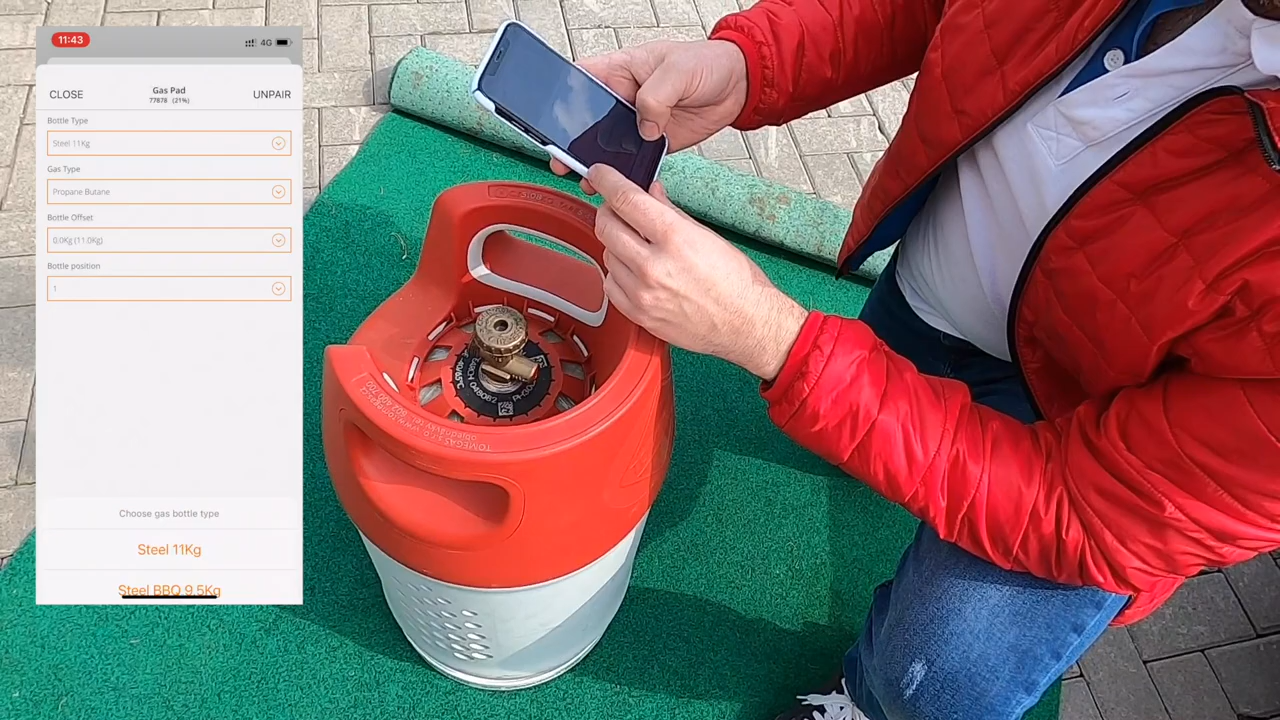 11:43
4G
CLOSE
Gas Pad
UNPAIR
77878 (21%)
Bottle Type
Steel 11Kg
Gas Type
Propane Butane
Bottle Offset
0.0Kg (11.0Kg)
Bottle position
1
Choose gas bottle type
Steel 11Kg
Steel BBQ 9.5Kg
TOMEGAS s.r.o.